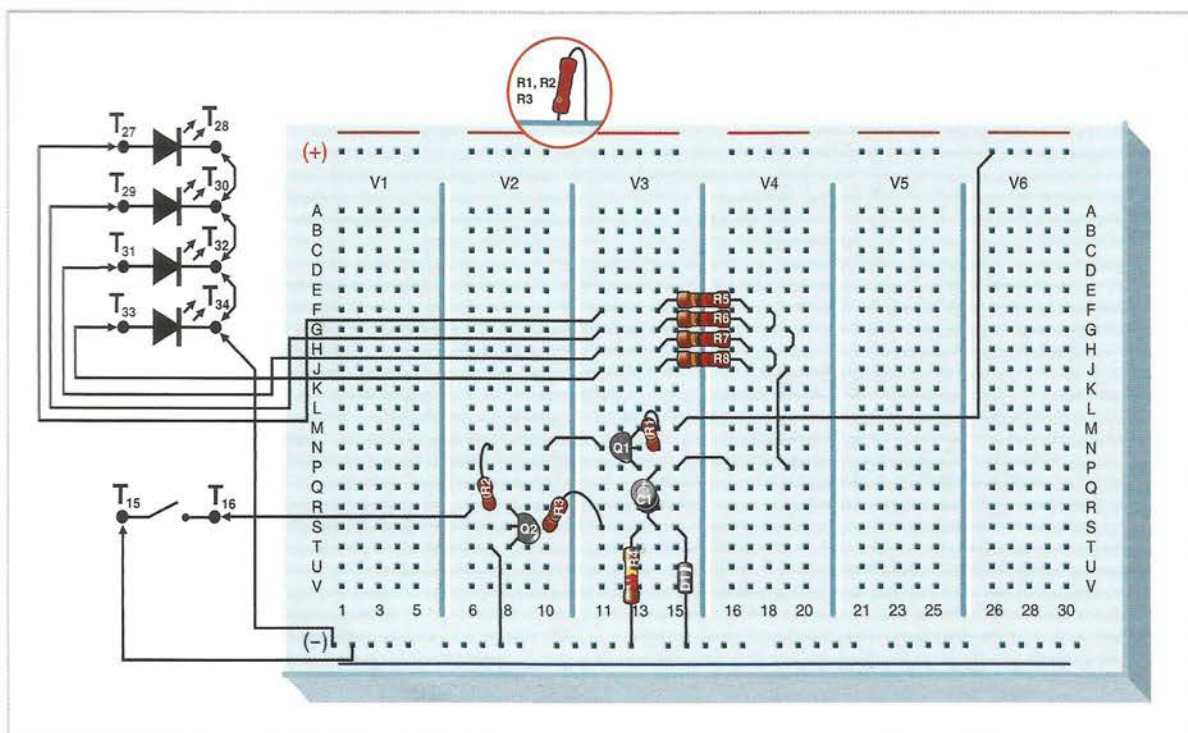 R1, R2
R3
T27 T28
T29 T30
T31 T32
T33 T34
T15 T16
(+)
V1 V2 V3 V4 V5 V6
A A
B B
C C
D D
E E
F R5 F
G R6 G
H R7 H
J R8 J
K K
L L
M R1 M
N Q1 N
P P
Q R2 C1 Q
R R3 R
S Q2 S
T T
U R4 D1 U
V V
1 3 5 6 8 10 11 13 15 16 18 20 21 23 25 26 28 30
(-)